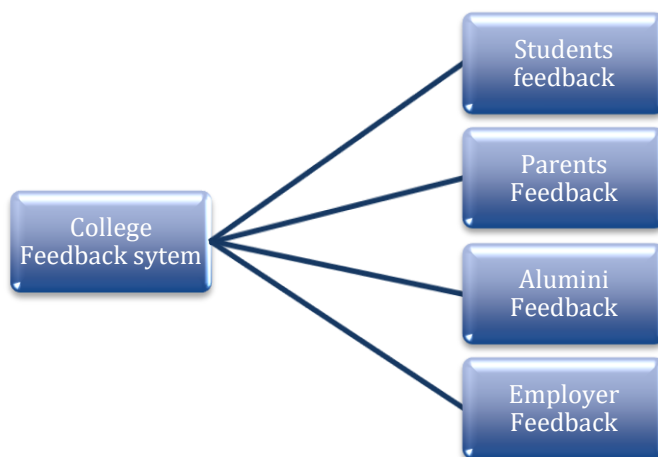 College
Feedback sytem
Students
feedback
Parents
Feedback
Alumini
Feedback
Employer
Feedback